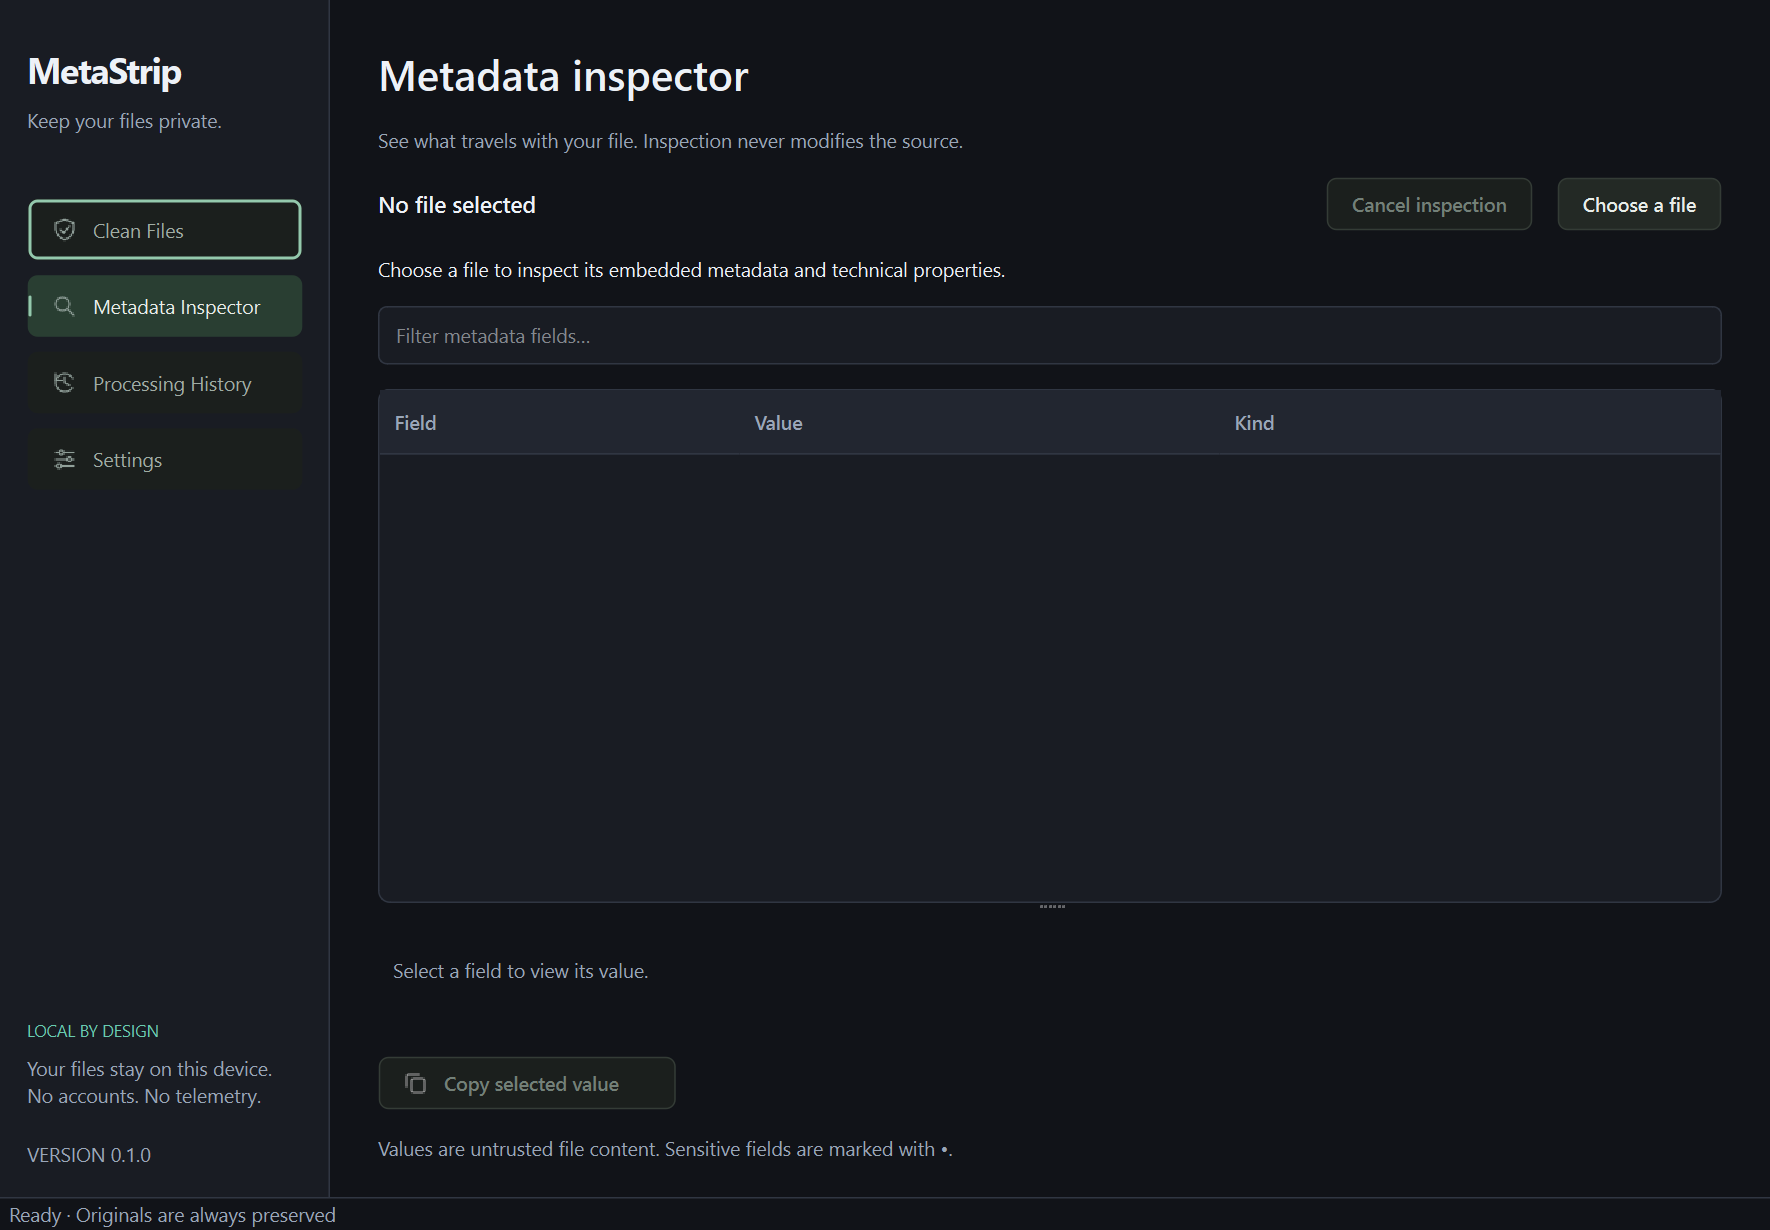 MetaStrip
Keep your files private.
Clean Files
Metadata Inspector
Processing History
Settings
LOCAL BY DESIGN
Your files stay on this device.
No accounts. No telemetry.
VERSION 0.1.0
Metadata inspector
See what travels with your file. Inspection never modifies the source.
No file selected
Cancel inspection
Choose a file
Choose a file to inspect its embedded metadata and technical properties.
Filter metadata fields...
Field Value Kind
Select a field to view its value.
Copy selected value
Values are untrusted file content. Sensitive fields are marked with •.
Ready · Originals are always preserved